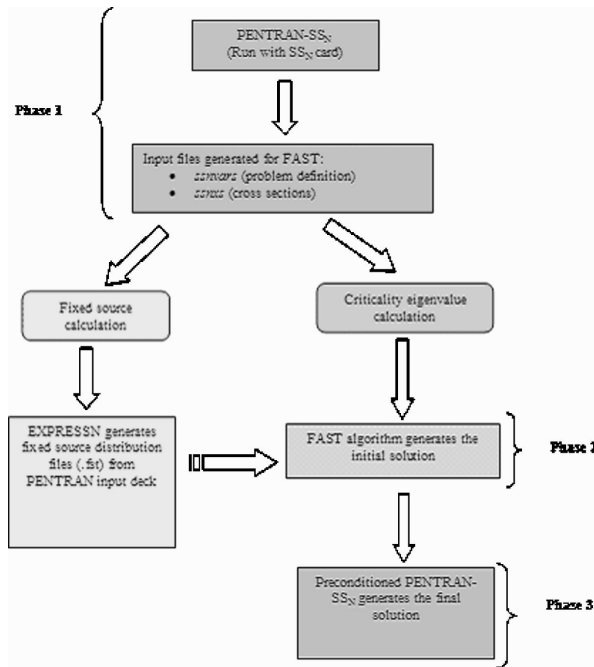 PENTRAN-SSN
(Run with SSN card)
Phase 1
Input files generated for FAST:
• ssnvars (problem definition)
• ssnxs (cross sections)
Fixed source
calculation
Criticality eigenvalue
calculation
EXPRESSN generates
fixed source distribution
files (.fst) from
PENTRAN input deck
FAST algorithm generates the
initial solution
Phase 2
Preconditioned PENTRAN-
SSN generates the final
solution
Phase 3